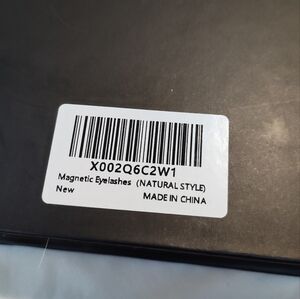 X002Q6C2W1
Magnetic Eyelashes (NATURAL STYLE)
New
MADE IN CHINA